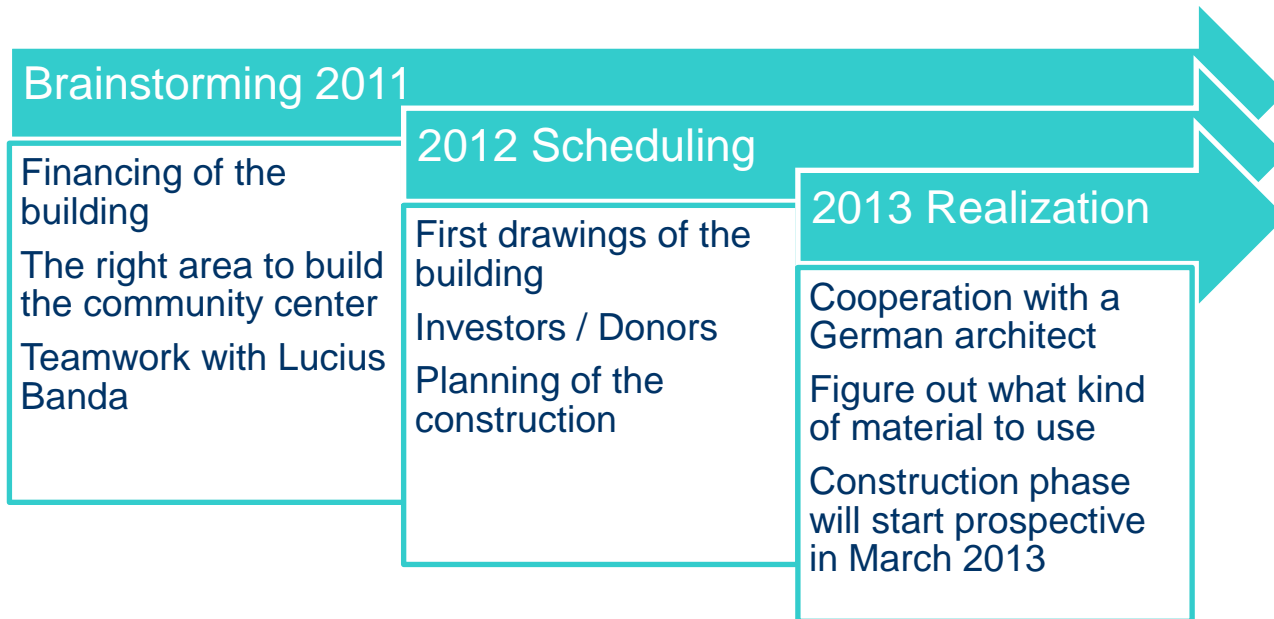 Brainstorming 2011
Financing of the
building
The right area to build
the community center
Teamwork with Lucius
Banda
2012 Scheduling
First drawings of the
building
Investors / Donors
Planning of the
construction
2013 Realization
Cooperation with a
German architect
Figure out what kind
of material to use
Construction phase
will start prospective
in March 2013